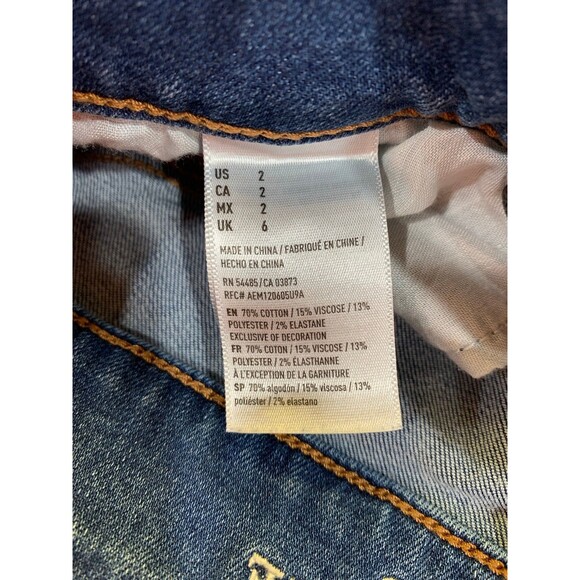 US 2
CA 2
MX 2
UK 6
MADE IN CHINA / FABRIQUÉ EN CHINE /
HECHO EN CHINA
RN 54485/CA 03873
RFC# AEM120605U9A
EN 70% COTTON / 15% VISCOSE / 13%
POLYESTER / 2% ELASTANE
EXCLUSIVE OF DECORATION
FR 70% COTON / 15% VISCOSE / 13%
POLYESTER / 2% ÉLASTHANNE
À L'EXCEPTION DE LA GARNITURE
SP 70% algodón / 15% viscosa / 13%
poliéster / 2% elastano